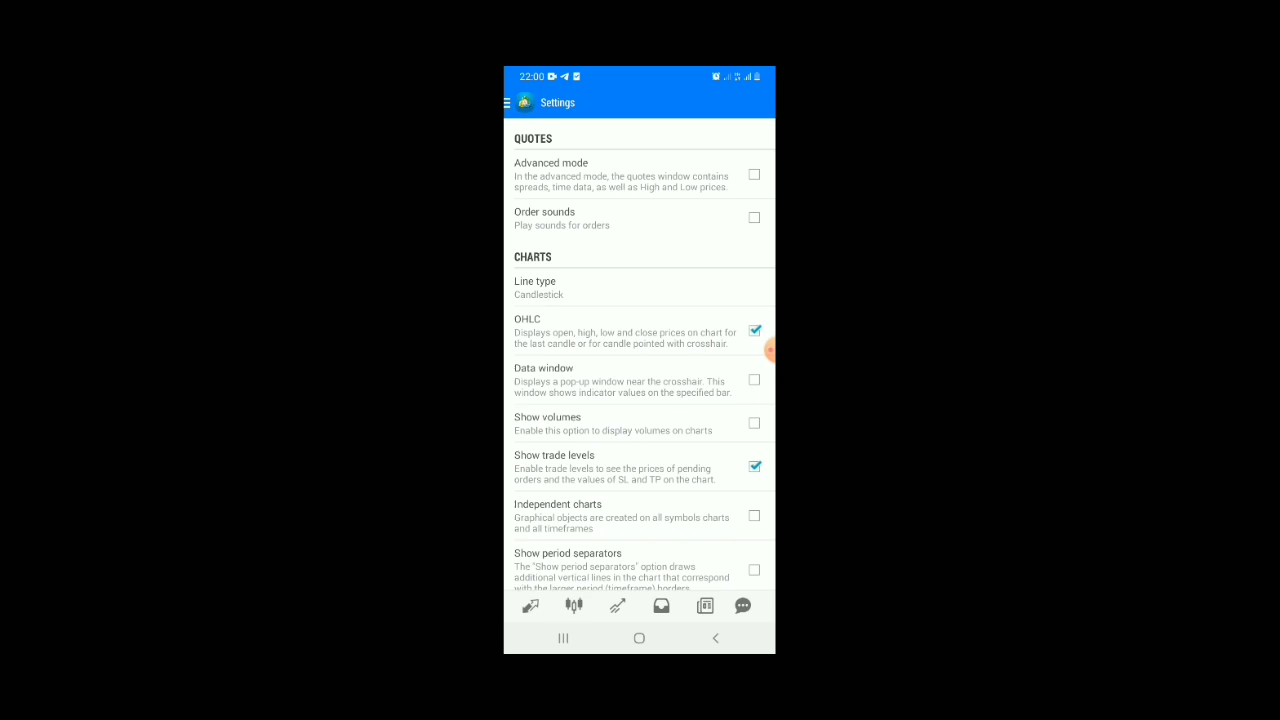 22:00
Settings
QUOTES
Advanced mode
In the advanced mode, the quotes window contains
spreads, time data, as well as High and Low prices.
Order sounds
Play sounds for orders
CHARTS
Line type
Candlestick
OHLC
Displays open, high, low and close prices on chart for
the last candle or for candle pointed with crosshair.
Data window
Displays a pop-up window near the crosshair. This
window shows indicator values on the specified bar.
Show volumes
Enable this option to display volumes on charts
Show trade levels
Enable trade levels to see the prices of pending
orders and the values of SL and TP on the chart.
Independent charts
Graphical objects are created on all symbols charts
and all timeframes
Show period separators
The "Show period separators" option draws
additional vertical lines in the chart that correspond
with the larger period (timeframe) borders